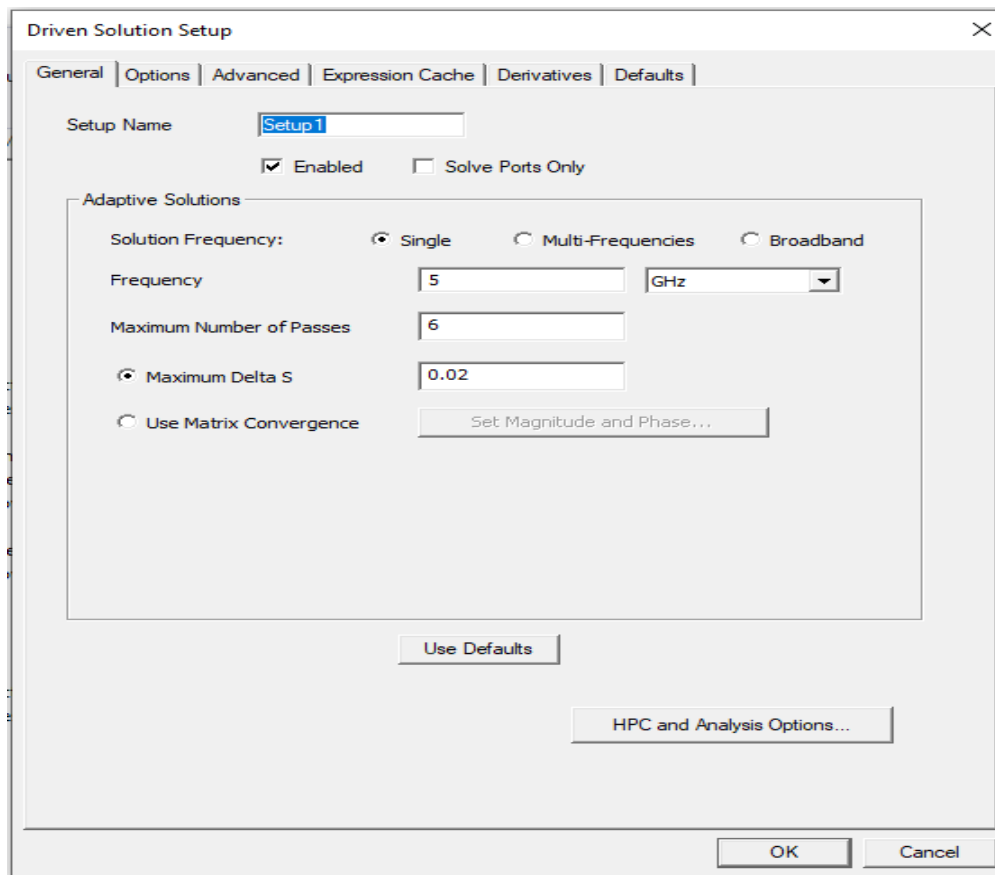 Driven Solution Setup
General Options Advanced Expression Cache Derivatives Defaults
Setup Name Setup1
Enabled Solve Ports Only
Adaptive Solutions
Solution Frequency: Single Multi-Frequencies Broadband
Frequency 5 GHz
Maximum Number of Passes 6
Maximum Delta S 0.02
Use Matrix Convergence Set Magnitude and Phase...
Use Defaults
HPC and Analysis Options...
OK Cancel